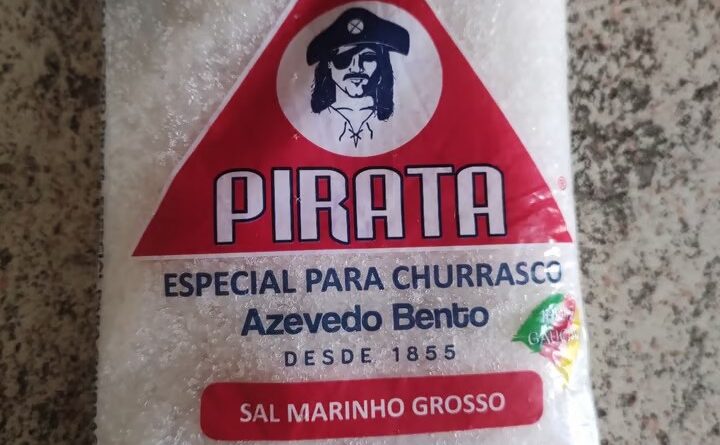 PIRATA
®
ESPECIAL PARA CHURRASCO
Azevedo Bento
DESDE 1855
SAL MARINHO GROSSO